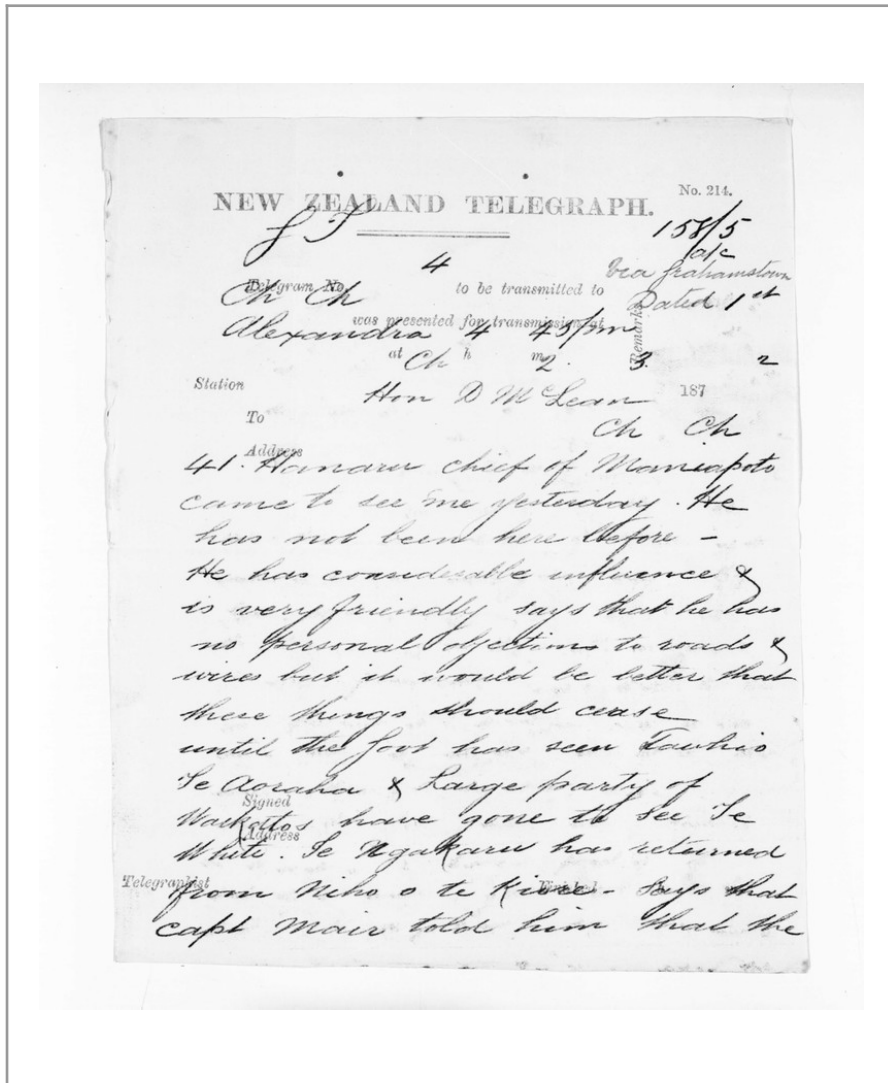 No. 214.
NEW ZEALAND TELEGRAPH.
158/5
a/c
4
via Grahamstown
Telegram No. to be transmitted to
Ch Ch Dated 1st
was presented for transmission at
Alexandra 4 45 pm
Remarks
at Ch h m 2. 3. 2
Station Hon D McLean 187
To
Ch Ch
Address
41. Hanaru chief of Maniapoto
came to see me yesterday. He
has not been here before -
He has considerable influence &
is very friendly says that he has
no personal objections to roads &
wires but it would be better that
these things should cease
until the Govt has seen Tawhio
Te Aoraha & Large party of
Signed
Waikatos have gone to see Te
Address
White. Te Ngakaru has returned
Telegraphist
from Niho o te Kiore - Says that
capt Mair told him that the